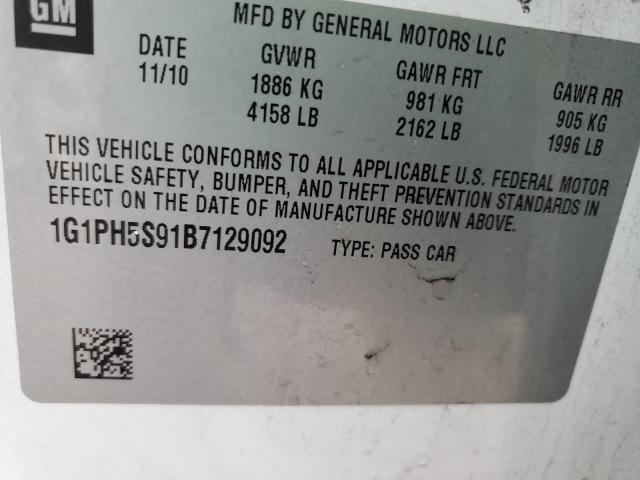 GM
MFD BY GENERAL MOTORS LLC
DATE GVWR GAWR FRT GAWR RR
11/10 1886 KG 981 KG 905 KG
4158 LB 2162 LB 1996 LB
THIS VEHICLE CONFORMS TO ALL APPLICABLE U.S. FEDERAL MOTOR
VEHICLE SAFETY, BUMPER, AND THEFT PREVENTION STANDARDS IN
EFFECT ON THE DATE OF MANUFACTURE SHOWN ABOVE.
1G1PH5S91B7129092 TYPE: PASS CAR